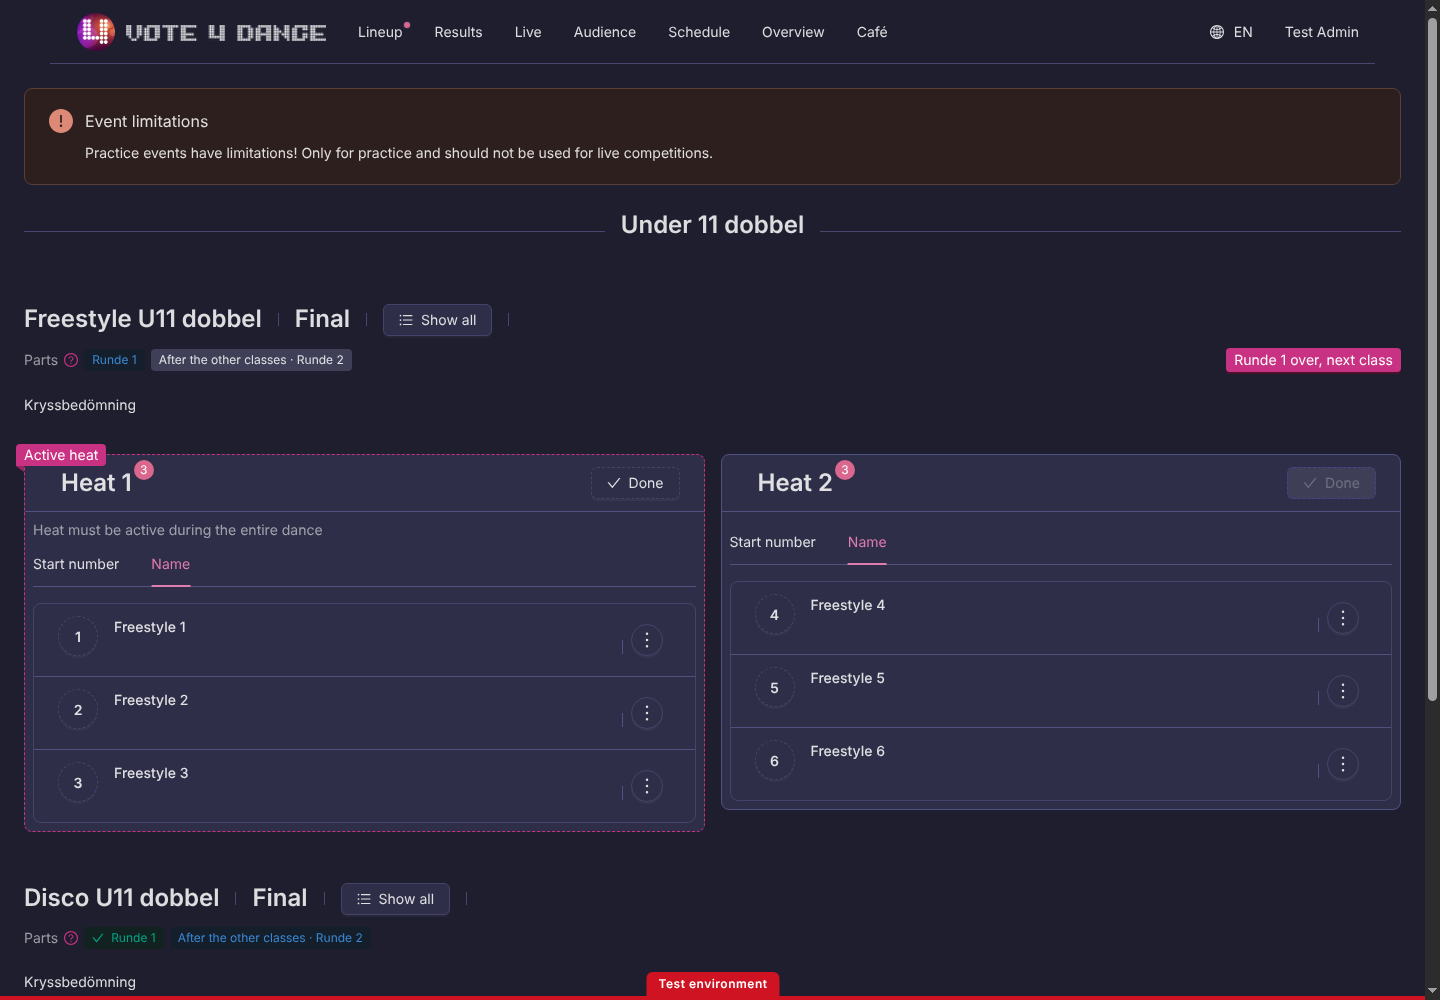 VOTE 4 DANCE
Lineup Results Live Audience Schedule Overview Café EN Test Admin
Event limitations
Practice events have limitations! Only for practice and should not be used for live competitions.
Under 11 dobbel
Freestyle U11 dobbel Final Show all
Parts Runde 1 After the other classes · Runde 2 Runde 1 over, next class
Kryssbedömning
Active heat
Heat 1 3 Done
Heat must be active during the entire dance
Start number Name
1 Freestyle 1
2 Freestyle 2
3 Freestyle 3
Heat 2 3 Done
Start number Name
4 Freestyle 4
5 Freestyle 5
6 Freestyle 6
Disco U11 dobbel Final Show all
Parts Runde 1 After the other classes · Runde 2
Kryssbedömning
Test environment